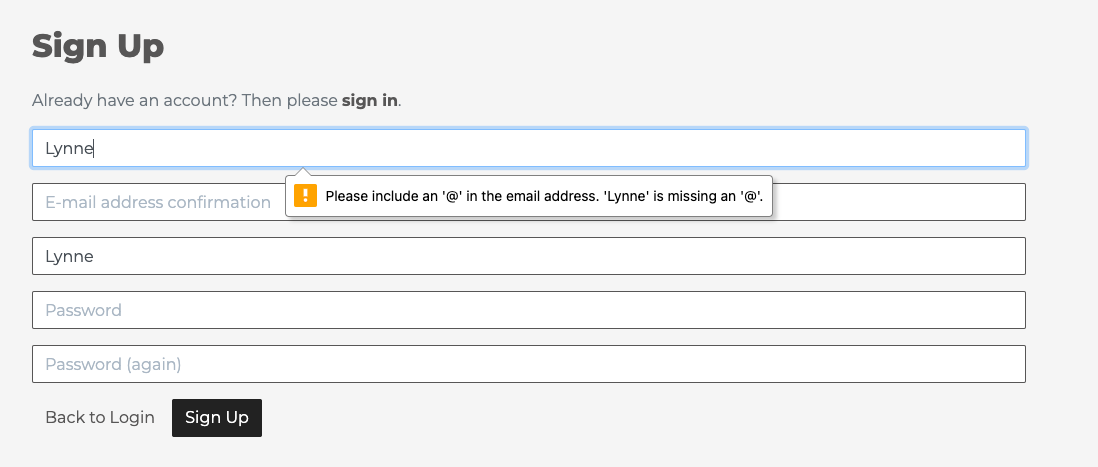 Sign Up
Already have an account? Then please sign in.
Lynne
E-mail address confirmation
Please include an '@' in the email address. 'Lynne' is missing an '@'.
Lynne
Password
Password (again)
Back to Login
Sign Up